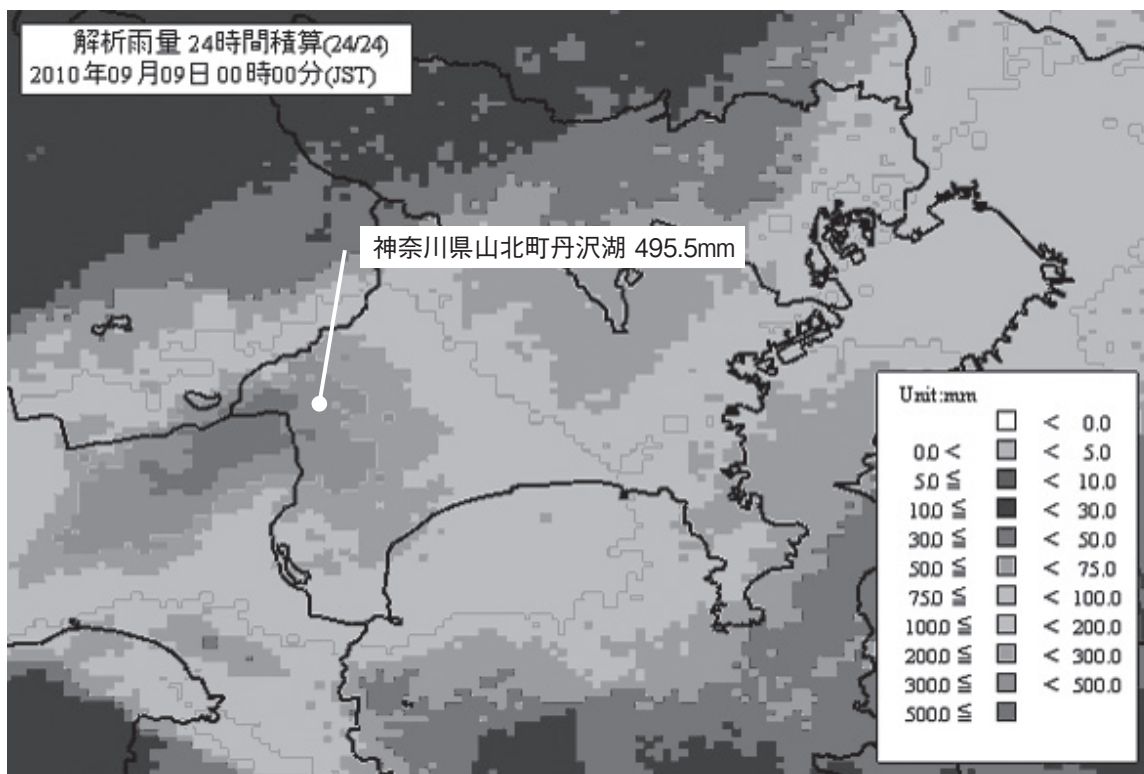 解析雨量 24時間積算(24/24)
2010年09月09日 00時00分(JST)
神奈川県山北町丹沢湖 495.5mm
Unit:mm
< 0.0
0.0 < < 5.0
5.0 ≦ < 10.0
10.0 ≦ < 30.0
30.0 ≦ < 50.0
50.0 ≦ < 75.0
75.0 ≦ < 100.0
100.0 ≦ < 200.0
200.0 ≦ < 300.0
300.0 ≦ < 500.0
500.0 ≦